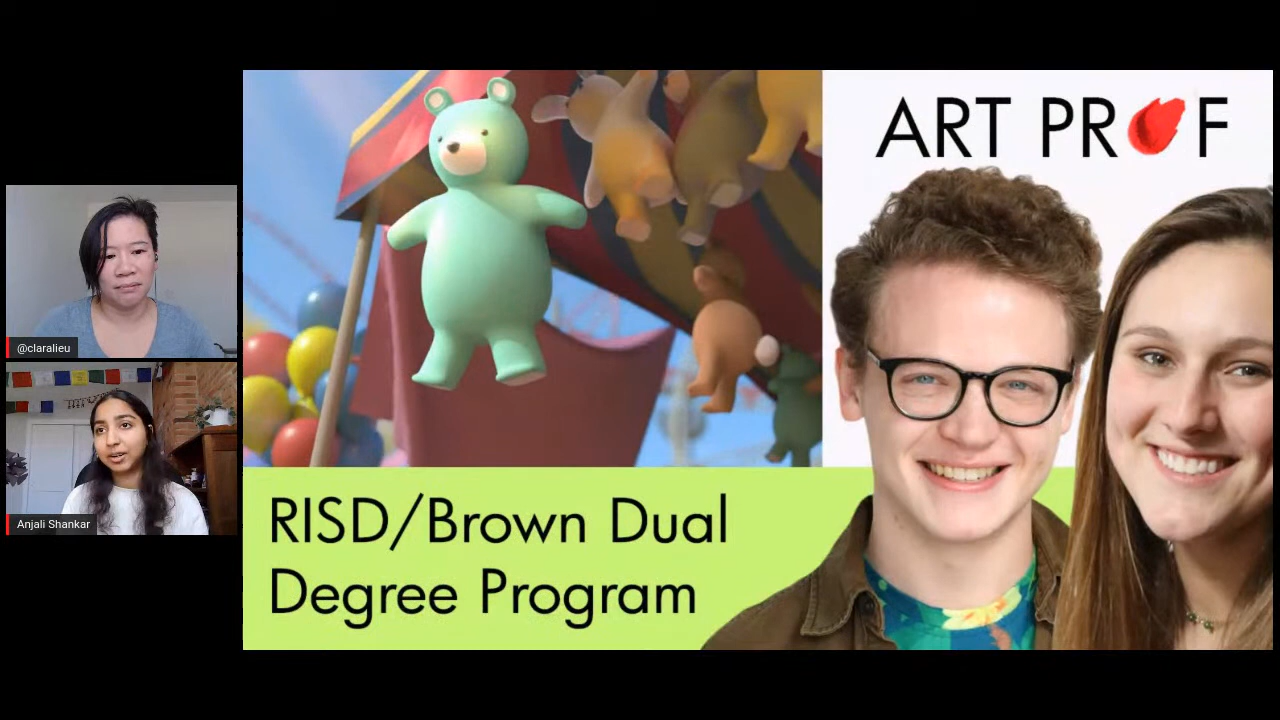 @claralieu
Anjali Shankar
ART PROF
RISD/Brown Dual
Degree Program